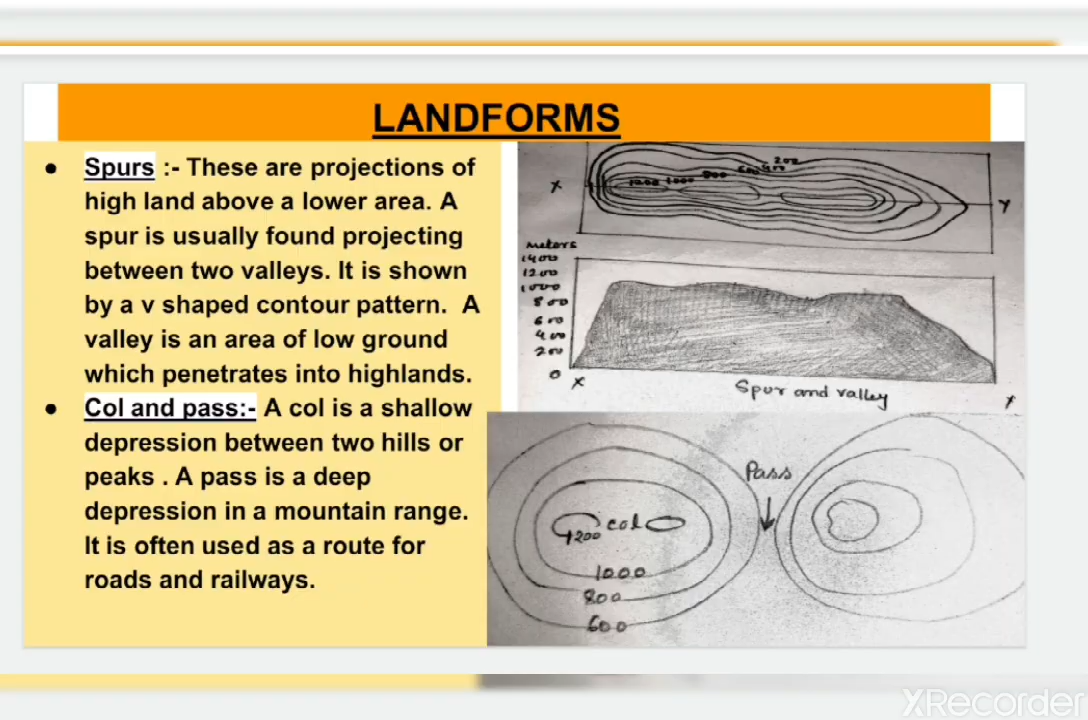 LANDFORMS
● Spurs :- These are projections of
high land above a lower area. A
spur is usually found projecting
between two valleys. It is shown
by a v shaped contour pattern. A
valley is an area of low ground
which penetrates into highlands.
● Col and pass:- A col is a shallow
depression between two hills or
peaks . A pass is a deep
depression in a mountain range.
It is often used as a route for
roads and railways.
200
400
600
800
1000
1200
X
Y
Meters
1400
1200
1000
800
600
400
200
0
X
Y
Spur and valley
Pass
col
1200
1000
800
600
XRecorder